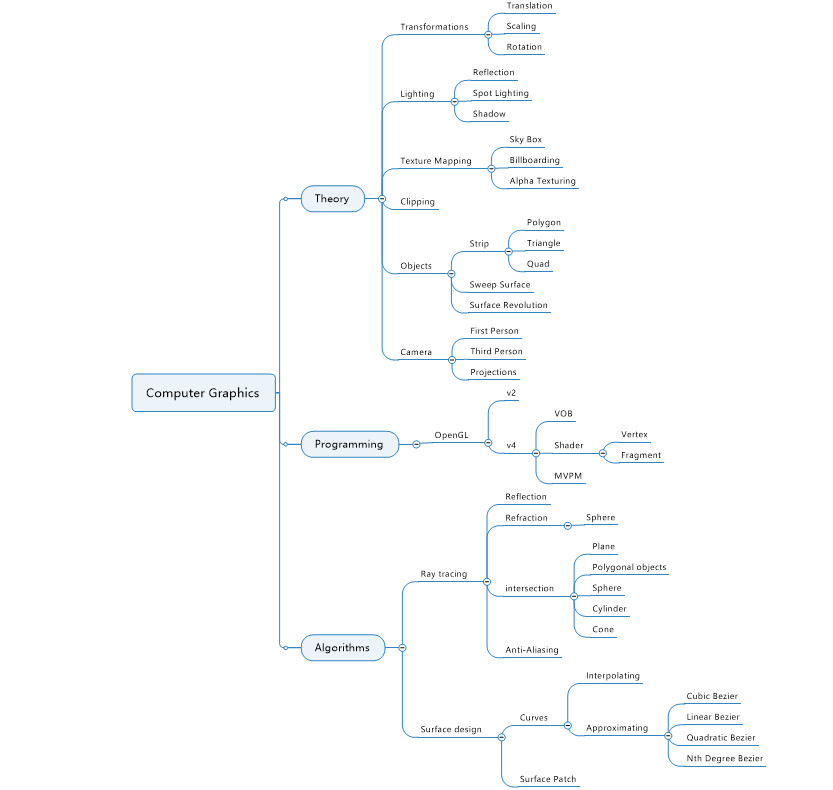 Computer Graphics
Theory
Transformations
Translation
Scaling
Rotation
Lighting
Reflection
Spot Lighting
Shadow
Texture Mapping
Sky Box
Billboarding
Alpha Texturing
Clipping
Objects
Strip
Polygon
Triangle
Quad
Sweep Surface
Surface Revolution
Camera
First Person
Third Person
Projections
Programming
OpenGL
v2
v4
VOB
Shader
Vertex
Fragment
MVPM
Algorithms
Ray tracing
Reflection
Refraction
Sphere
intersection
Plane
Polygonal objects
Sphere
Cylinder
Cone
Anti-Aliasing
Surface design
Curves
Interpolating
Approximating
Cubic Bezier
Linear Bezier
Quadratic Bezier
Nth Degree Bezier
Surface Patch